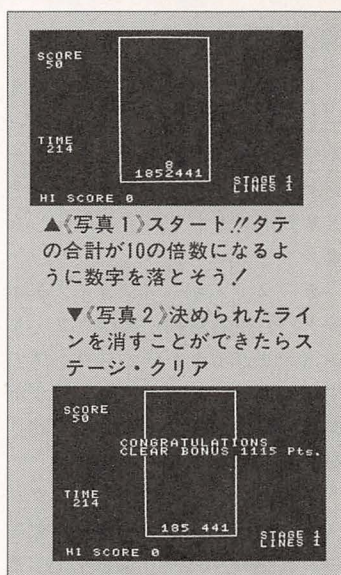 SCORE
50
TIME
214
8
1852441
STAGE 1
LINES 1
HI SCORE 0
▲《写真1》スタート!!タテ
の合計が10の倍数になるよ
うに数字を落とそう!
▼《写真2》決められたライ
ンを消すことができたらス
テージ・クリア
SCORE
50
CONGRATULATIONS
CLEAR BONUS 1115 Pts.
TIME
214
185 441
STAGE 1
LINES 1
HI SCORE 0